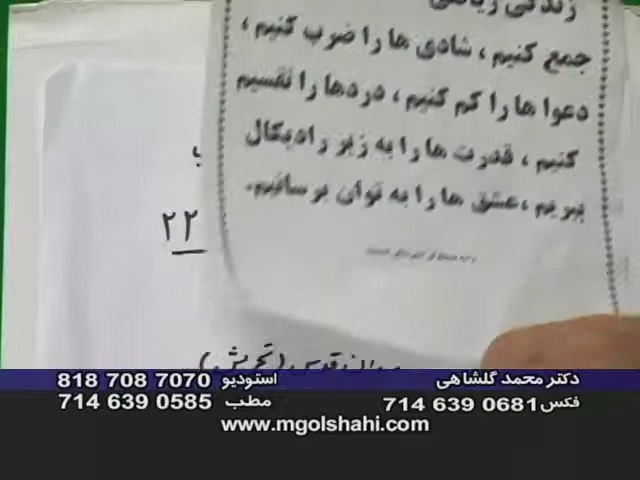 زندگی ریاضی
جمع کنیم ، شادی ها را ضرب کنیم ،
دعوا ها را کم کنیم ، دردها را تقسیم
کنیم ، قدرت ها را به زیر رادیکال
ببریم ،عشق ها را به توان برسانیم.
۲۲
قدس (تجریش)
دکتر محمد گلشاهی
استودیو 818 708 7070
فکس 714 639 0681
مطب 714 639 0585
www.mgolshahi.com